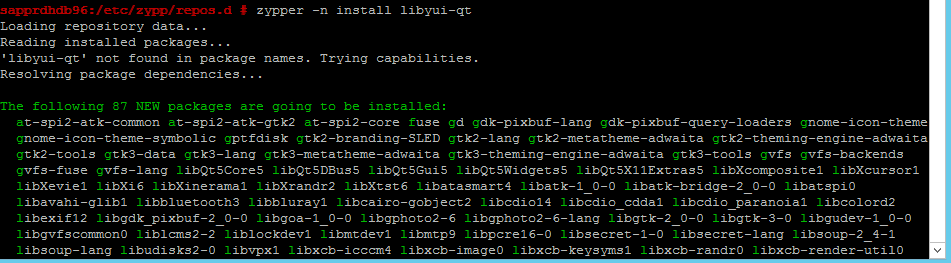 sapprdhdb96:/etc/zypp/repos.d # zypper -n install libyui-qt
Loading repository data...
Reading installed packages...
'libyui-qt' not found in package names. Trying capabilities.
Resolving package dependencies...
The following 87 NEW packages are going to be installed:
at-spi2-atk-common at-spi2-atk-gtk2 at-spi2-core fuse gd gdk-pixbuf-lang gdk-pixbuf-query-loaders gnome-icon-theme
gnome-icon-theme-symbolic gptfdisk gtk2-branding-SLED gtk2-lang gtk2-metatheme-adwaita gtk2-theming-engine-adwaita
gtk2-tools gtk3-data gtk3-lang gtk3-metatheme-adwaita gtk3-theming-engine-adwaita gtk3-tools gvfs gvfs-backends
gvfs-fuse gvfs-lang libQt5Core5 libQt5DBus5 libQt5Gui5 libQt5Widgets5 libQt5X11Extras5 libXcomposite1 libXcursor1
libXevie1 libXi6 libXinerama1 libXrandr2 libXtst6 libatasmart4 libatk-1_0-0 libatk-bridge-2_0-0 libatspi0
libavahi-glib1 libbluetooth3 libbluray1 libcairo-gobject2 libcdio14 libcdio_cdda1 libcdio_paranoia1 libcolord2
libexif12 libgdk_pixbuf-2_0-0 libgoa-1_0-0 libgphoto2-6 libgphoto2-6-lang libgtk-2_0-0 libgtk-3-0 libgudev-1_0-0
libgvfscommon0 liblcms2-2 liblockdev1 libmtdev1 libmtp9 libpcre16-0 libsecret-1-0 libsecret-lang libsoup-2_4-1
libsoup-lang libudisks2-0 libvpx1 libxcb-icccm4 libxcb-image0 libxcb-keysyms1 libxcb-randr0 libxcb-render-util0